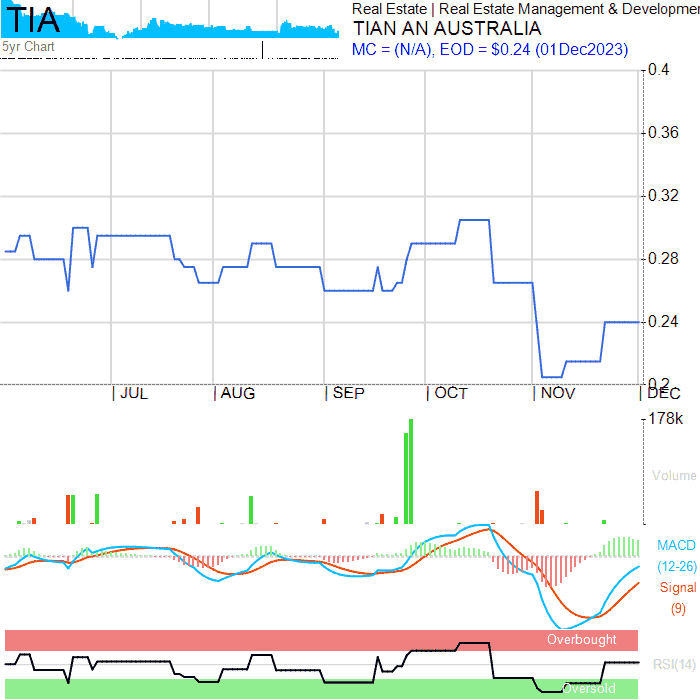 TIA
5yr Chart
Real Estate | Real Estate Management & Developmen
TIAN AN AUSTRALIA
MC = (N/A), EOD = $0.24 (01Dec2023)
0.4
0.36
0.32
0.28
0.24
0.2
JUL AUG SEP OCT NOV DEC
178k
Volume
MACD
(12-26)
Signal
(9)
Overbought
RSI(14)
Oversold